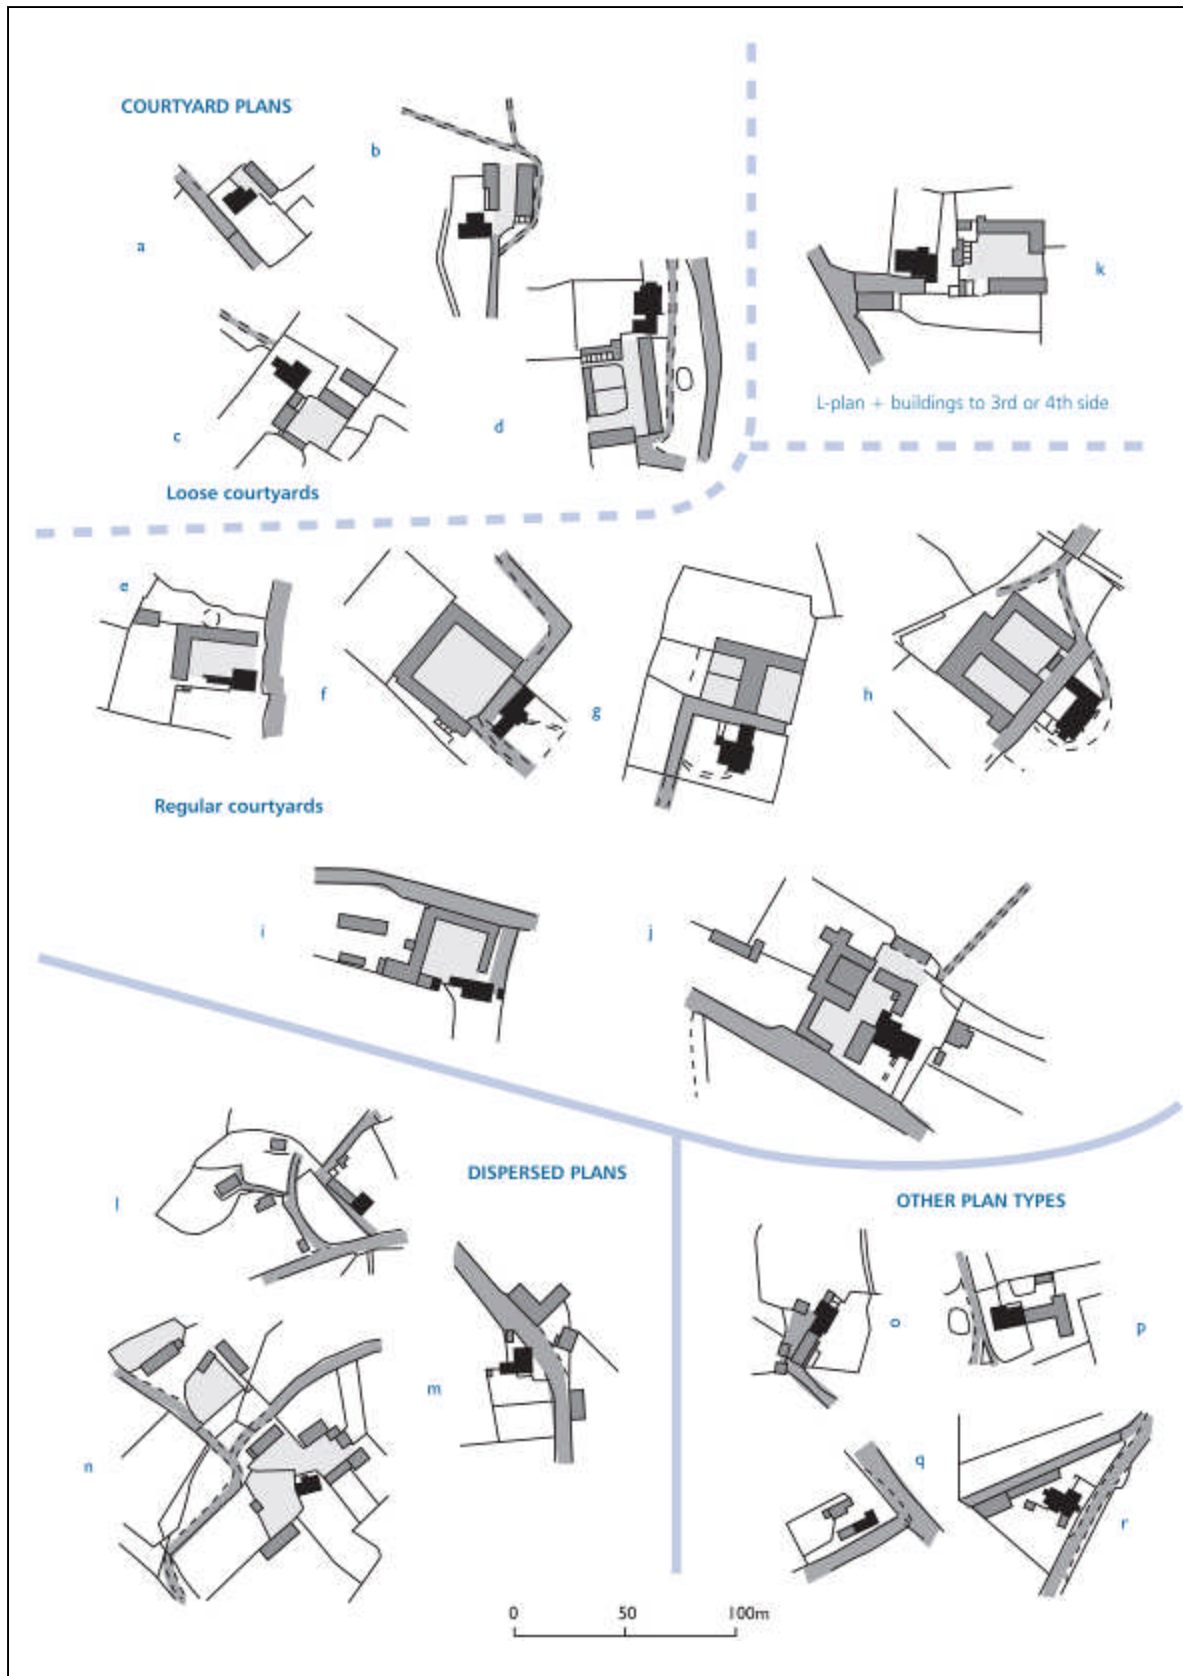 COURTYARD PLANS
b
a
k
L-plan + buildings to 3rd or 4th side
c
d
Loose courtyards
e
f
g
h
Regular courtyards
i
j
DISPERSED PLANS
OTHER PLAN TYPES
l
o
p
m
n
q
r
0 50 100m